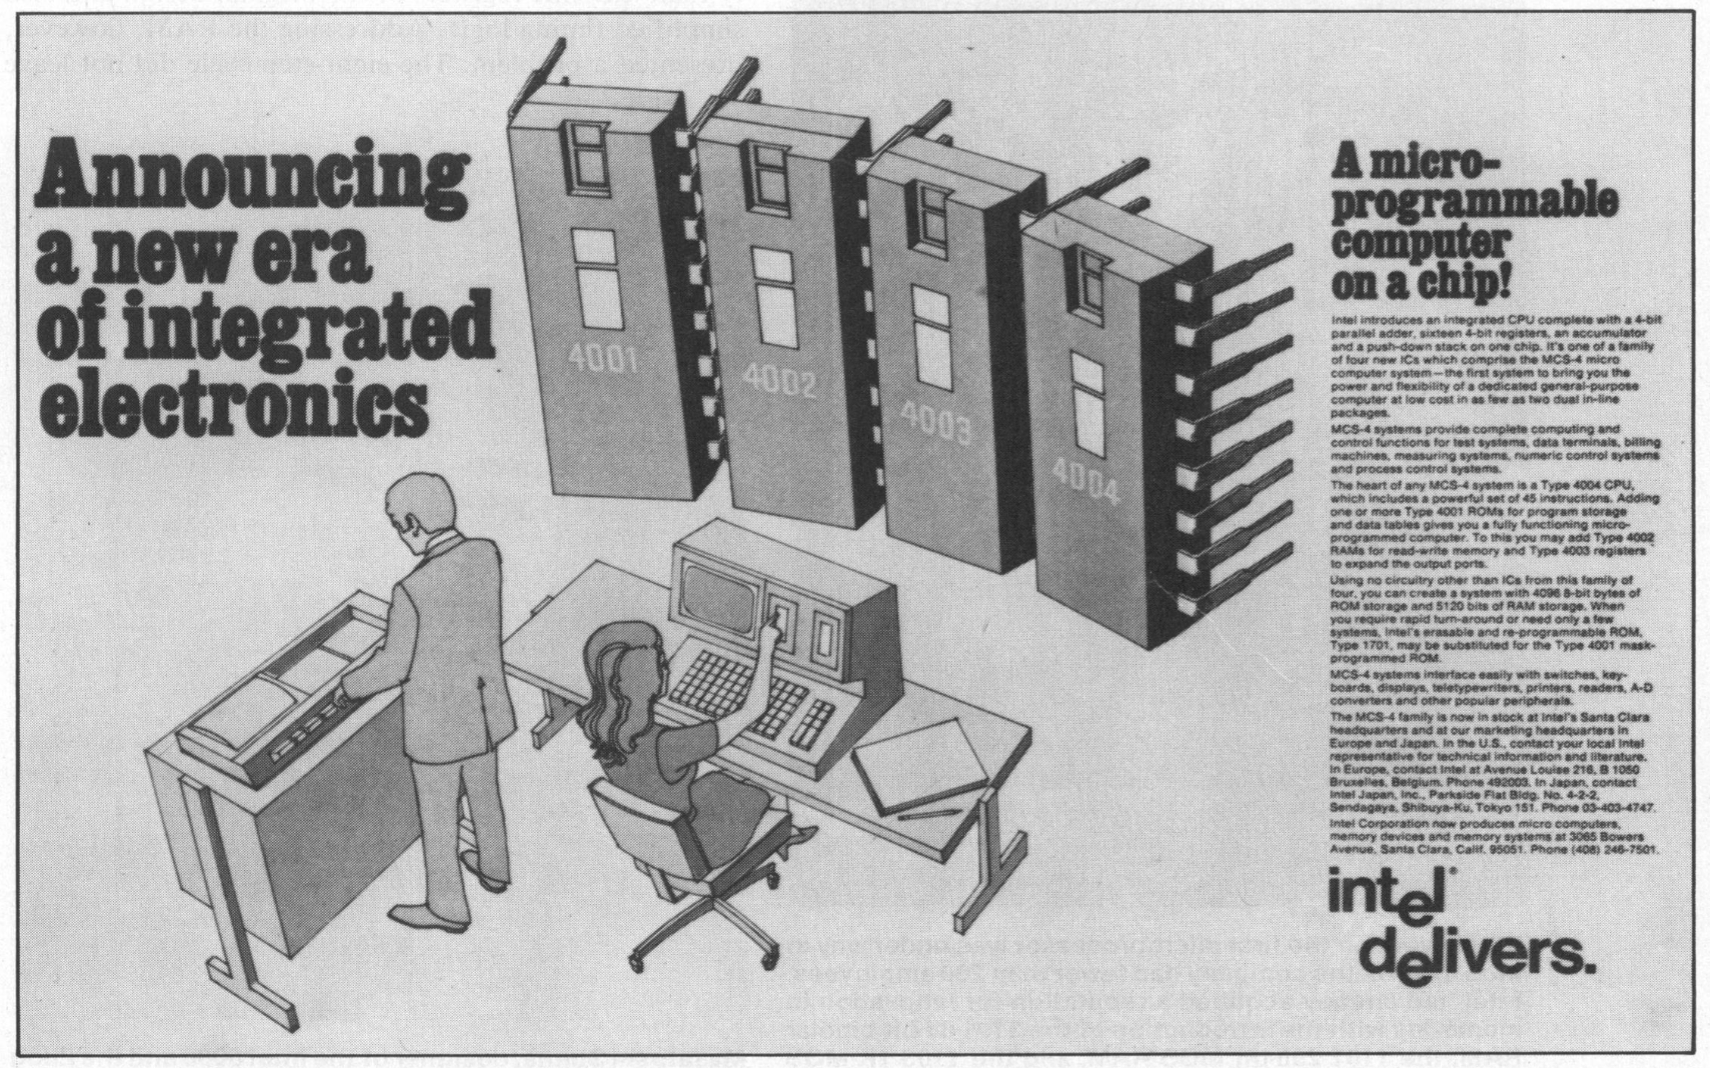 Announcing
a new era
of integrated
electronics
4001
4002
4003
4004
A micro-
programmable
computer
on a chip!
Intel introduces an integrated CPU complete with a 4-bit
parallel adder, sixteen 4-bit registers, an accumulator
and a push-down stack on one chip. It's one of a family
of four new ICs which comprise the MCS-4 micro
computer system—the first system to bring you the
power and flexibility of a dedicated general-purpose
computer at low cost in as few as two dual in-line
packages.
MCS-4 systems provide complete computing and
control functions for test systems, data terminals, billing
machines, measuring systems, numeric control systems
and process control systems.
The heart of any MCS-4 system is a Type 4004 CPU,
which includes a powerful set of 45 instructions. Adding
one or more Type 4001 ROMs for program storage
and data tables gives you a fully functioning micro-
programmed computer. To this you may add Type 4002
RAMs for read-write memory and Type 4003 registers
to expand the output ports.
Using no circuitry other than ICs from this family of
four, you can create a system with 4096 8-bit bytes of
ROM storage and 5120 bits of RAM storage. When
you require rapid turn-around or need only a few
systems, Intel's erasable and re-programmable ROM,
Type 1701, may be substituted for the Type 4001 mask-
programmed ROM.
MCS-4 systems interface easily with switches, key-
boards, displays, teletypewriters, printers, readers, A-D
converters and other popular peripherals.
The MCS-4 family is now in stock at Intel's Santa Clara
headquarters and at our marketing headquarters in
Europe and Japan. In the U.S., contact your local Intel
representative for technical information and literature.
In Europe, contact Intel at Avenue Louise 216, B 1050
Bruxelles, Belgium. Phone 492003. In Japan, contact
Intel Japan, Inc., Parkside Flat Bldg. No. 4-2-2,
Sendagaya, Shibuya-Ku, Tokyo 151. Phone 03-403-4747.
Intel Corporation now produces micro computers,
memory devices and memory systems at 3065 Bowers
Avenue, Santa Clara, Calif. 95051. Phone (408) 246-7501.
intel®
delivers.